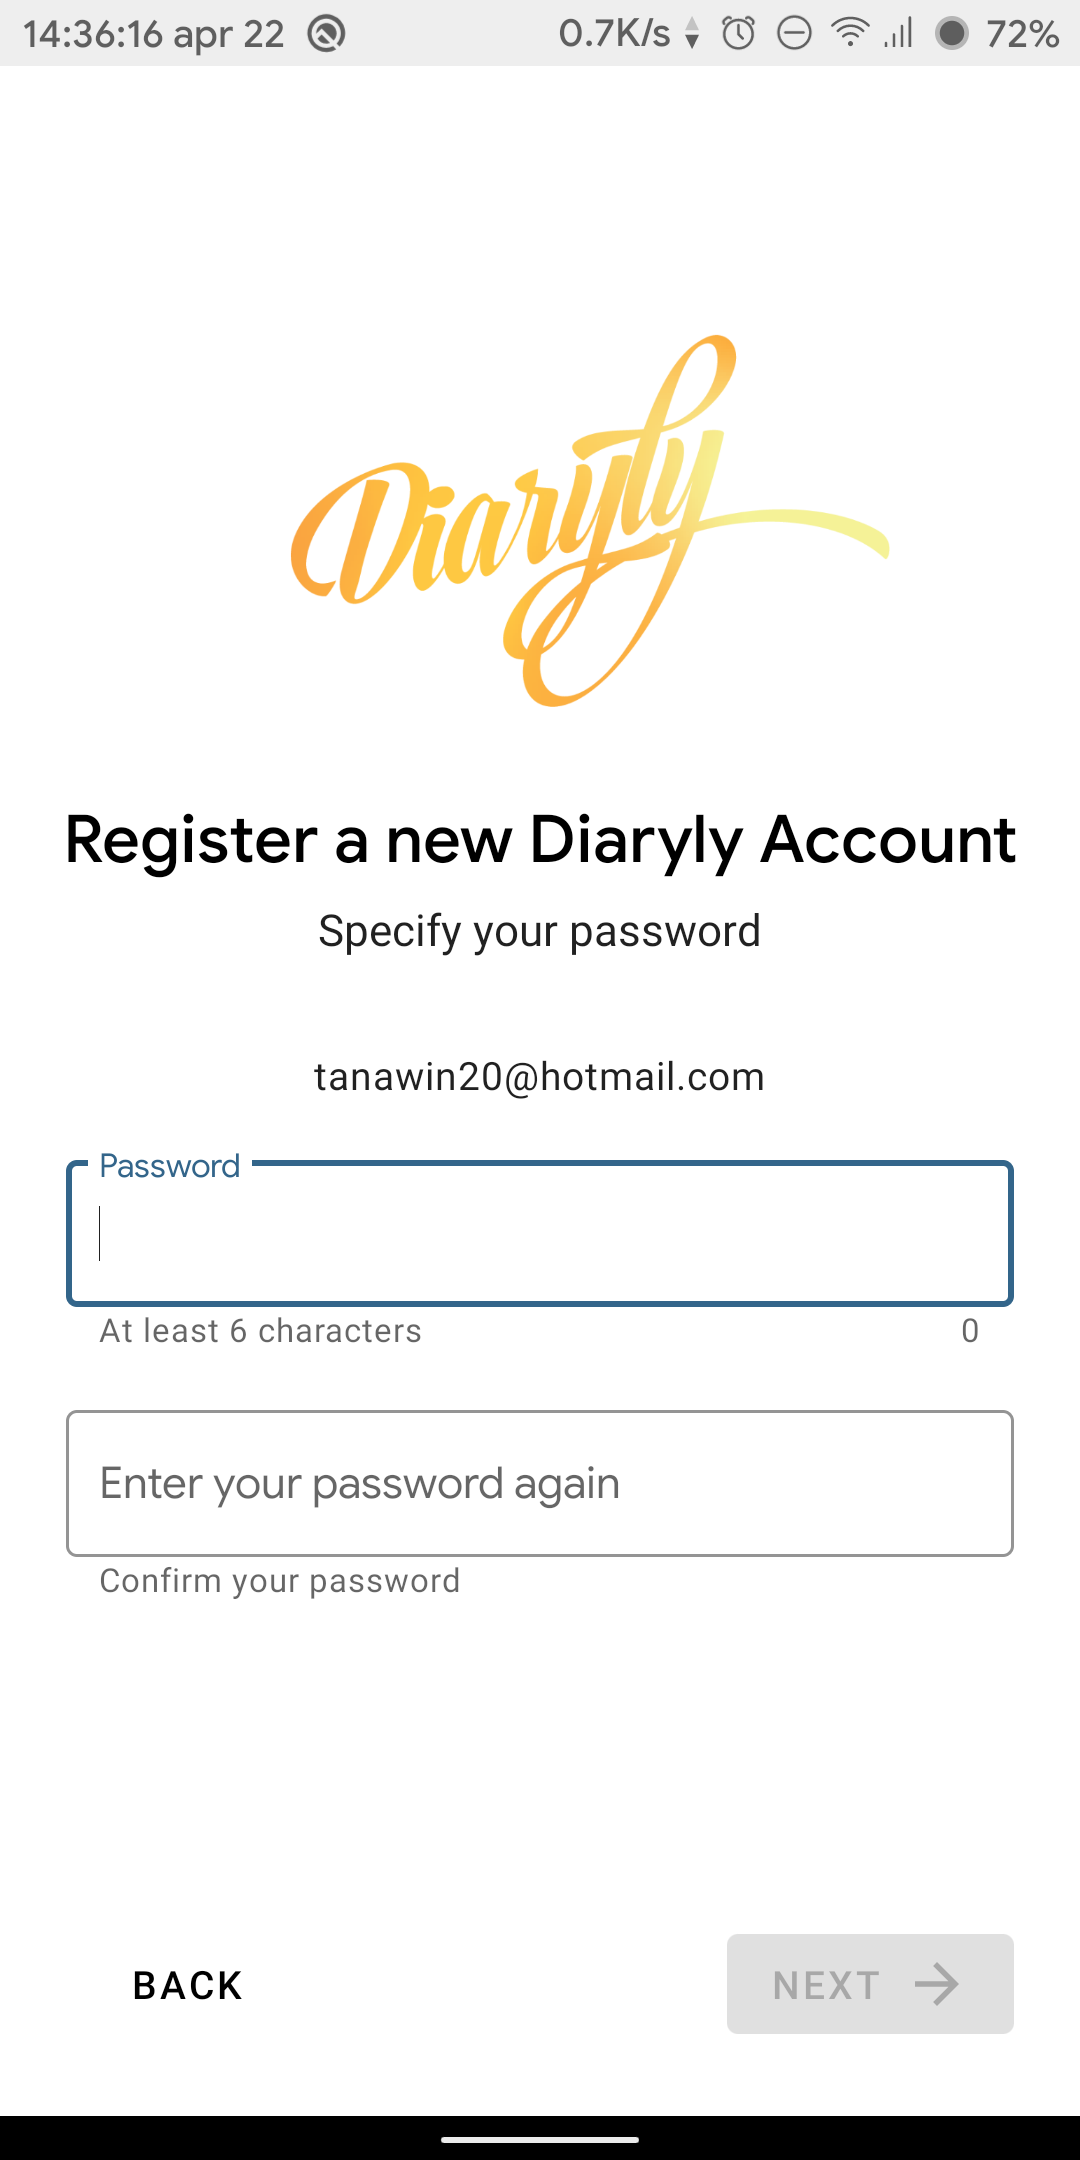 14:36:16 apr 22 0.7K/s 72%
Diaryly
Register a new Diaryly Account
Specify your password
tanawin20@hotmail.com
Password
At least 6 characters 0
Enter your password again
Confirm your password
BACK NEXT